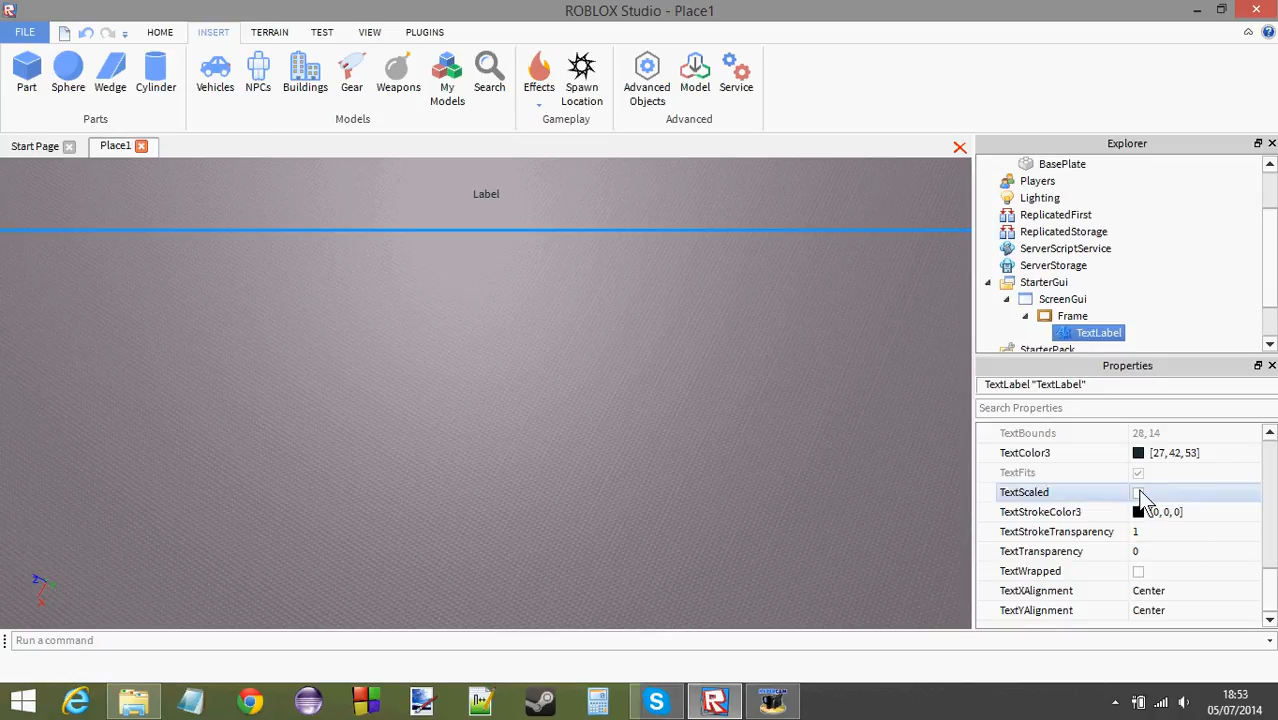 ROBLOX Studio - Place1
FILE HOME INSERT TERRAIN TEST VIEW PLUGINS
Part Sphere Wedge Cylinder Vehicles NPCs Buildings Gear Weapons My Models Search Effects Spawn Location Advanced Objects Model Service
Parts Models Gameplay Advanced
Start Page Place1
Label
Explorer
BasePlate
Players
Lighting
ReplicatedFirst
ReplicatedStorage
ServerScriptService
ServerStorage
StarterGui
ScreenGui
Frame
TextLabel
StarterPack
Properties
TextLabel "TextLabel"
Search Properties
TextBounds 28, 14
TextColor3 [27, 42, 53]
TextFits
TextScaled
TextStrokeColor3 0, 0, 0]
TextStrokeTransparency 1
TextTransparency 0
TextWrapped
TextXAlignment Center
TextYAlignment Center
Run a command
18:53
05/07/2014